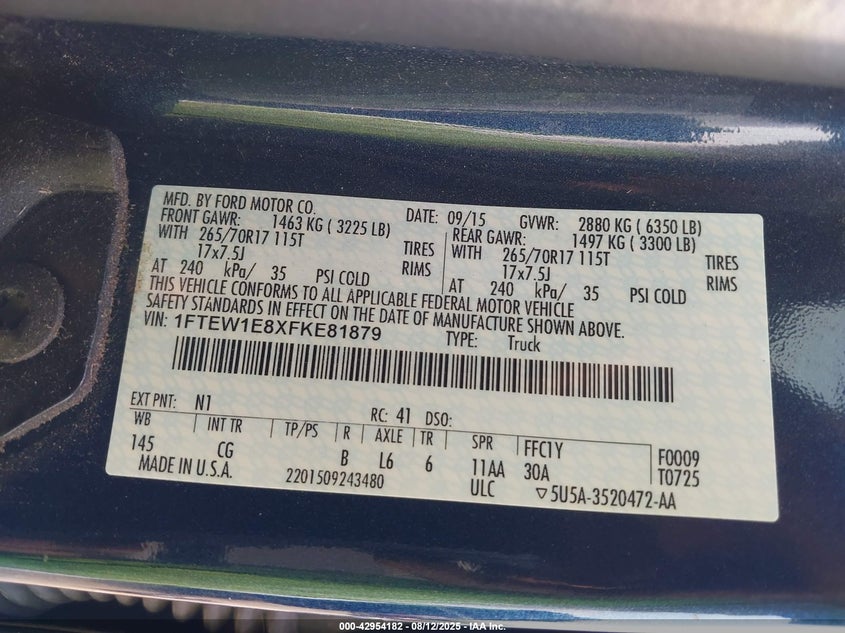 MFD. BY FORD MOTOR CO.
DATE: 09/15
GVWR: 2880 KG ( 6350 LB)
FRONT GAWR: 1463 KG ( 3225 LB)
REAR GAWR: 1497 KG ( 3300 LB)
WITH 265/70R17 115T TIRES
WITH 265/70R17 115T TIRES
17x7.5J RIMS
17x7.5J RIMS
AT 240 kPa/ 35 PSI COLD
AT 240 kPa/ 35 PSI COLD
THIS VEHICLE CONFORMS TO ALL APPLICABLE FEDERAL MOTOR VEHICLE
SAFETY STANDARDS IN EFFECT ON THE DATE OF MANUFACTURE SHOWN ABOVE.
VIN: 1FTEW1E8XFKE81879
TYPE: Truck
EXT PNT: N1 RC: 41 DSO:
WB INT TR TP/PS R AXLE TR SPR FFC1Y F0009
145 CG B L6 6 11AA 30A T0725
MADE IN U.S.A. 2201509243480 ULC ▽5U5A-3520472-AA
000-42954182 - 08/12/2025 - IAA Inc.